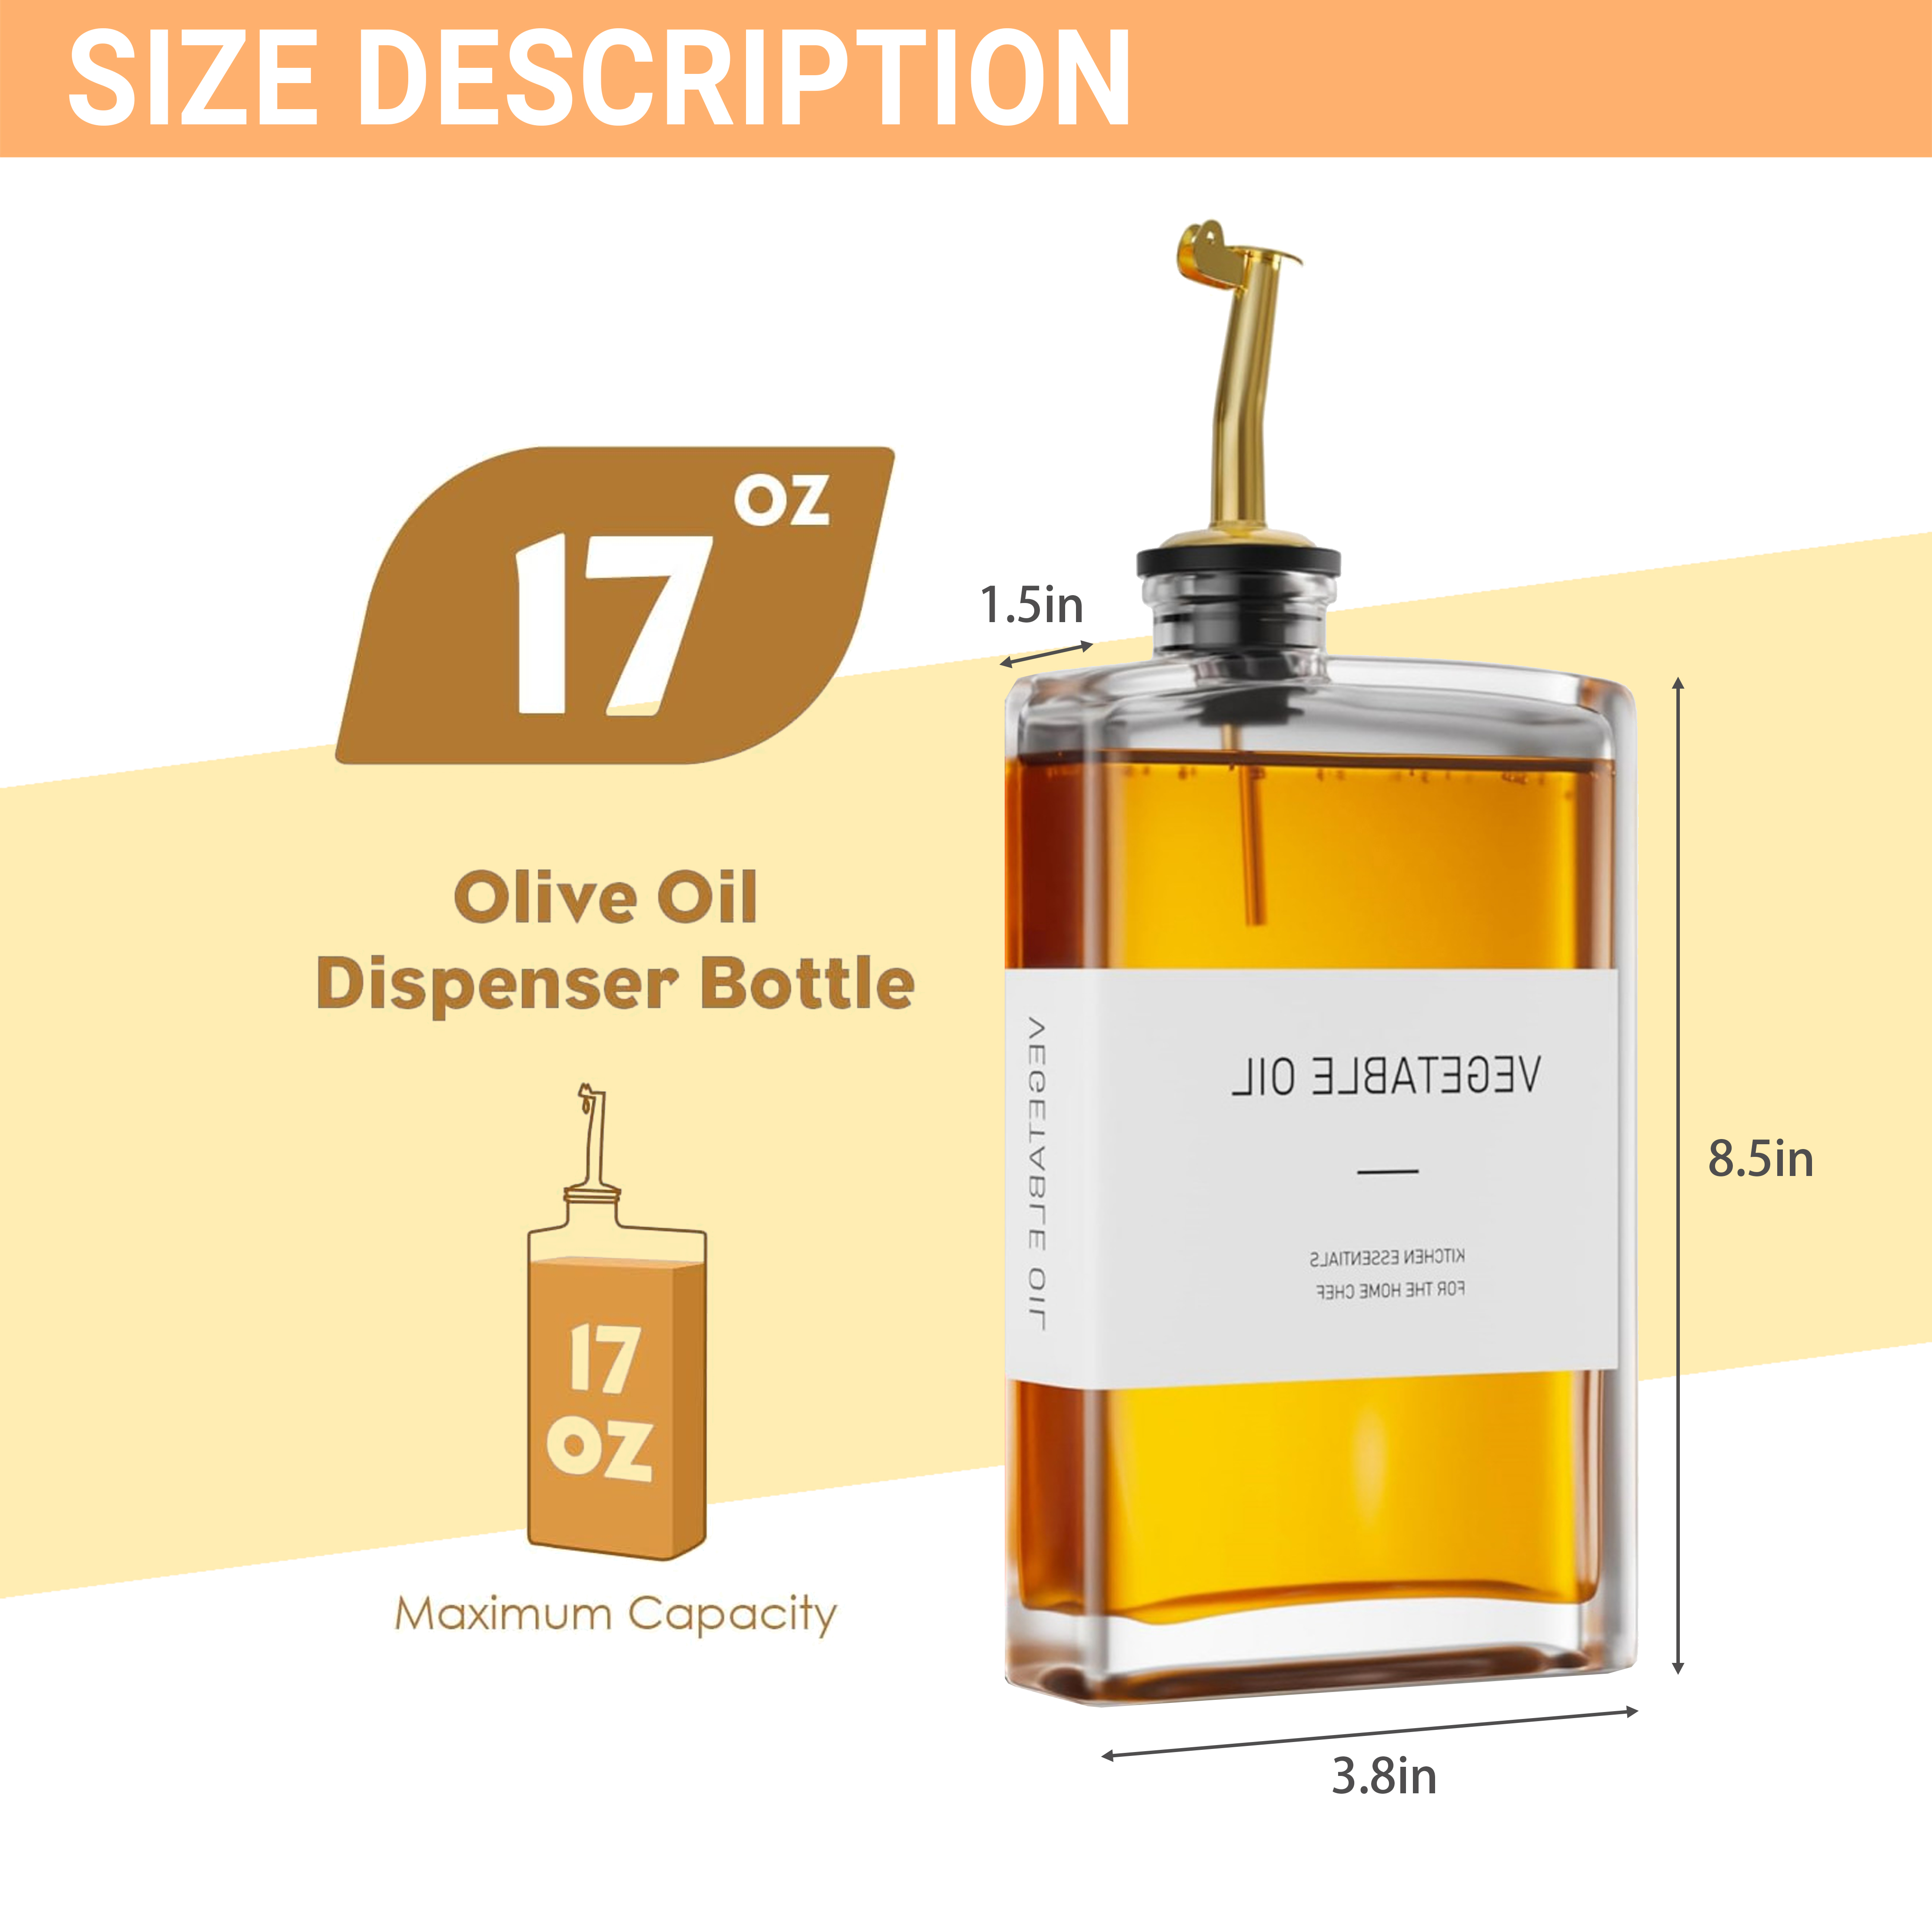 SIZE DESCRIPTION
17 OZ
Olive Oil
Dispenser Bottle
17
OZ
Maximum Capacity
1.5in
8.5in
3.8in
VEGETABLE OIL
VEGETABLE OIL
KITCHEN ESSENTIALS
FOR THE HOME CHEF